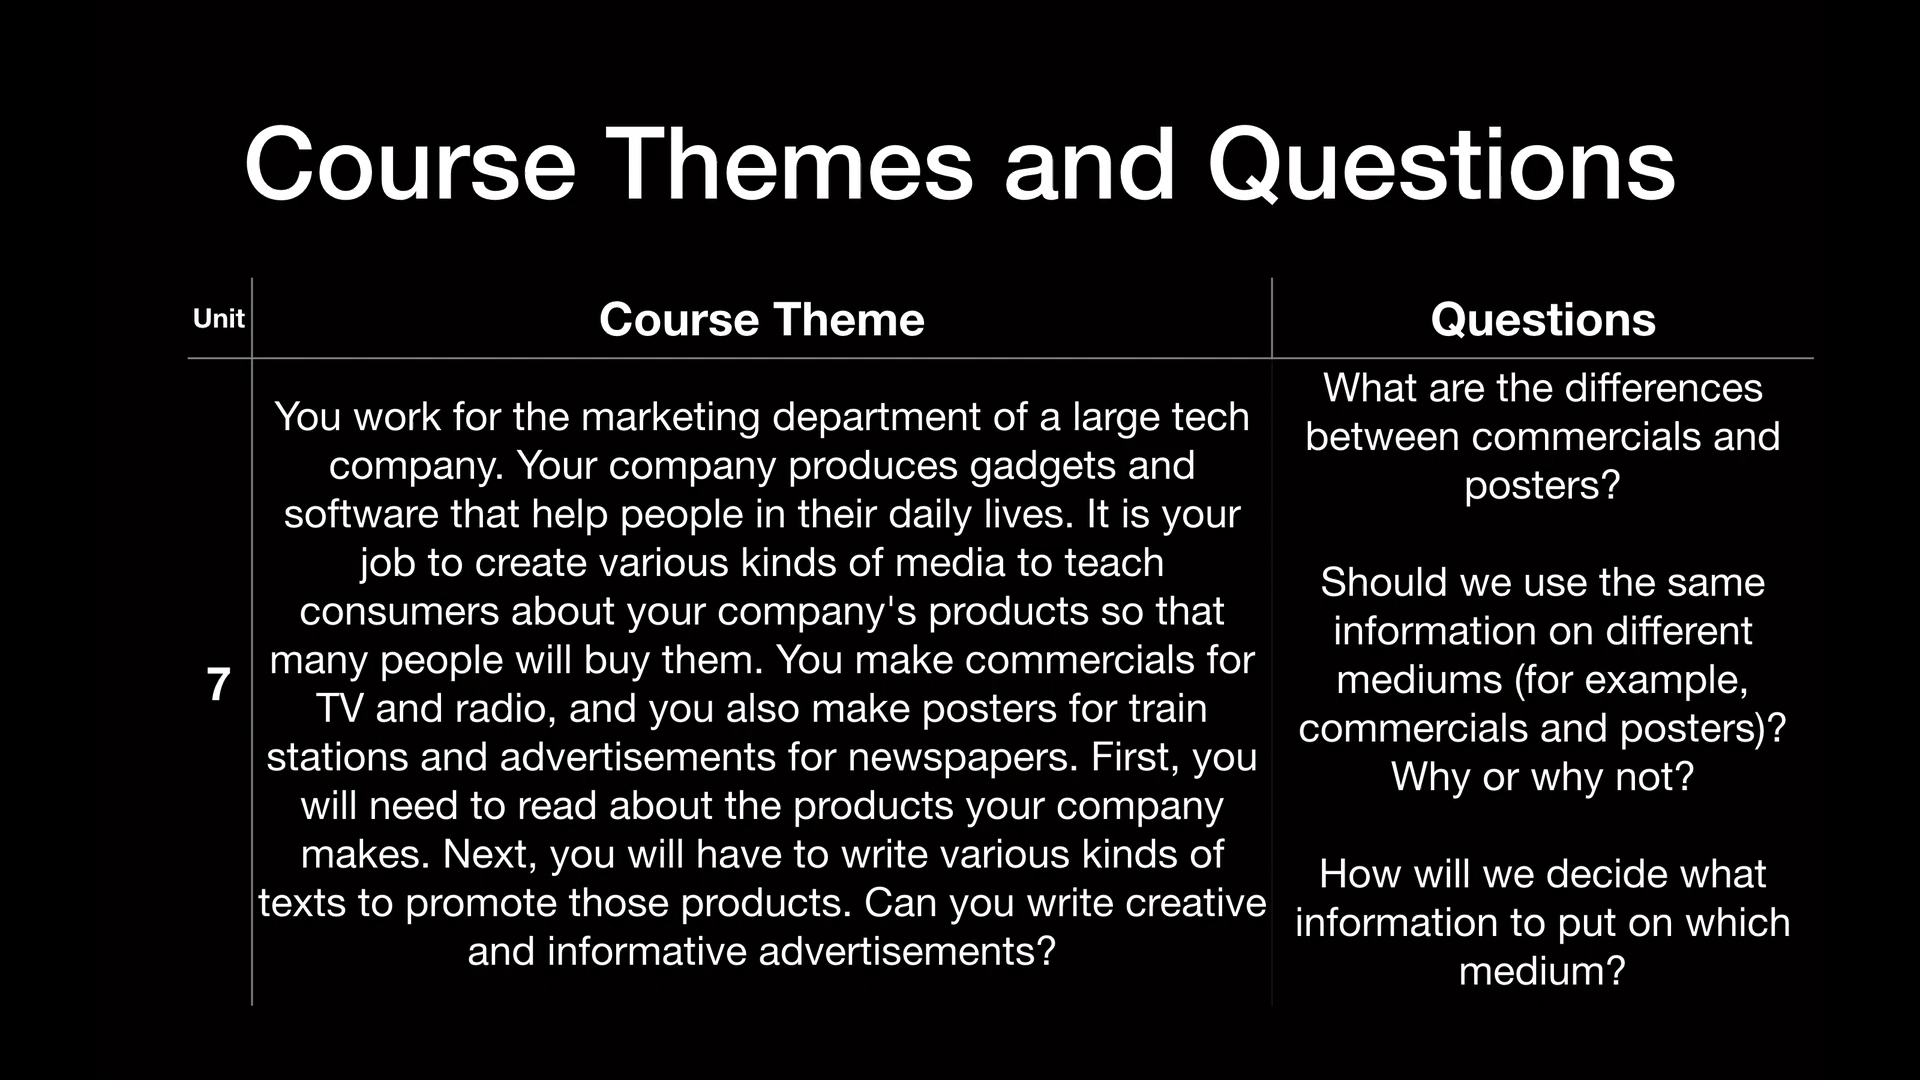 Course Themes and Questions
Unit
Course Theme
Questions
7
You work for the marketing department of a large tech
company. Your company produces gadgets and
software that help people in their daily lives. It is your
job to create various kinds of media to teach
consumers about your company's products so that
many people will buy them. You make commercials for
TV and radio, and you also make posters for train
stations and advertisements for newspapers. First, you
will need to read about the products your company
makes. Next, you will have to write various kinds of
texts to promote those products. Can you write creative
and informative advertisements?
What are the differences
between commercials and
posters?
Should we use the same
information on different
mediums (for example,
commercials and posters)?
Why or why not?
How will we decide what
information to put on which
medium?